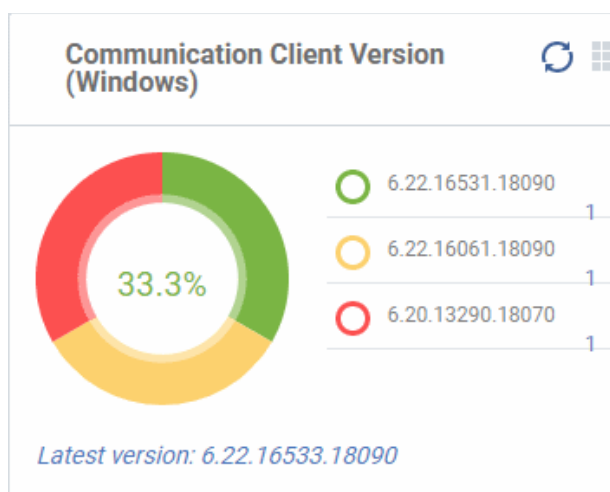 Communication Client Version
(Windows)
33.3%
6.22.16531.18090
1
6.22.16061.18090
1
6.20.13290.18070
1
Latest version: 6.22.16533.18090